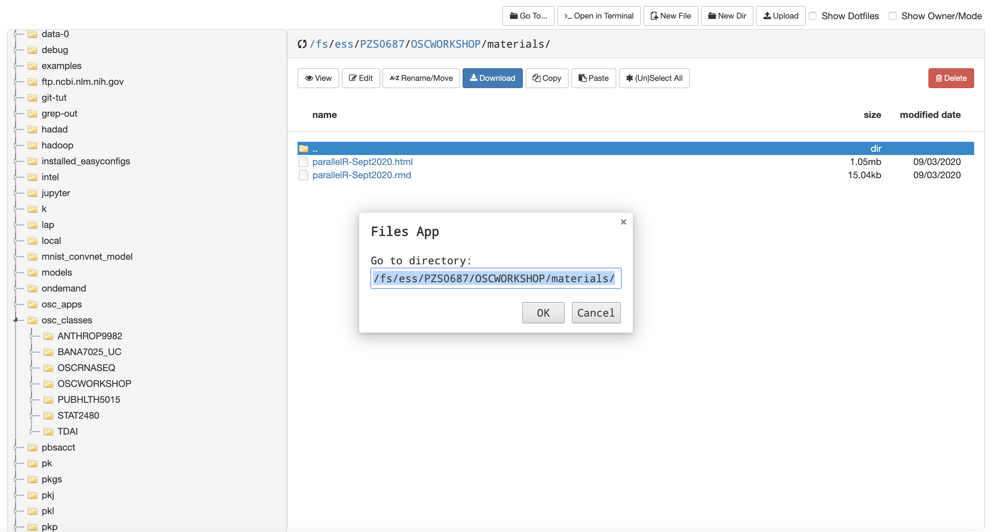 Go To... >_ Open in Terminal New File New Dir Upload Show Dotfiles Show Owner/Mode
data-0
debug
examples
ftp.ncbi.nlm.nih.gov
git-tut
grep-out
hadad
hadoop
installed_easyconfigs
intel
jupyter
k
lap
local
mnist_convnet_model
models
ondemand
osc_apps
osc_classes
ANTHROP9982
BANA7025_UC
OSCRNASEQ
OSCWORKSHOP
PUBHLTH5015
STAT2480
TDAI
pbsacct
pk
pkgs
pkj
pkl
pkp
/fs/ess/PZS0687/OSCWORKSHOP/materials/
View Edit A-Z Rename/Move Download Copy Paste (Un)Select All Delete
name size modified date
.. dir
parallelR-Sept2020.html 1.05mb 09/03/2020
parallelR-Sept2020.rmd 15.04kb 09/03/2020
Files App
Go to directory:
/fs/ess/PZS0687/OSCWORKSHOP/materials/
OK Cancel